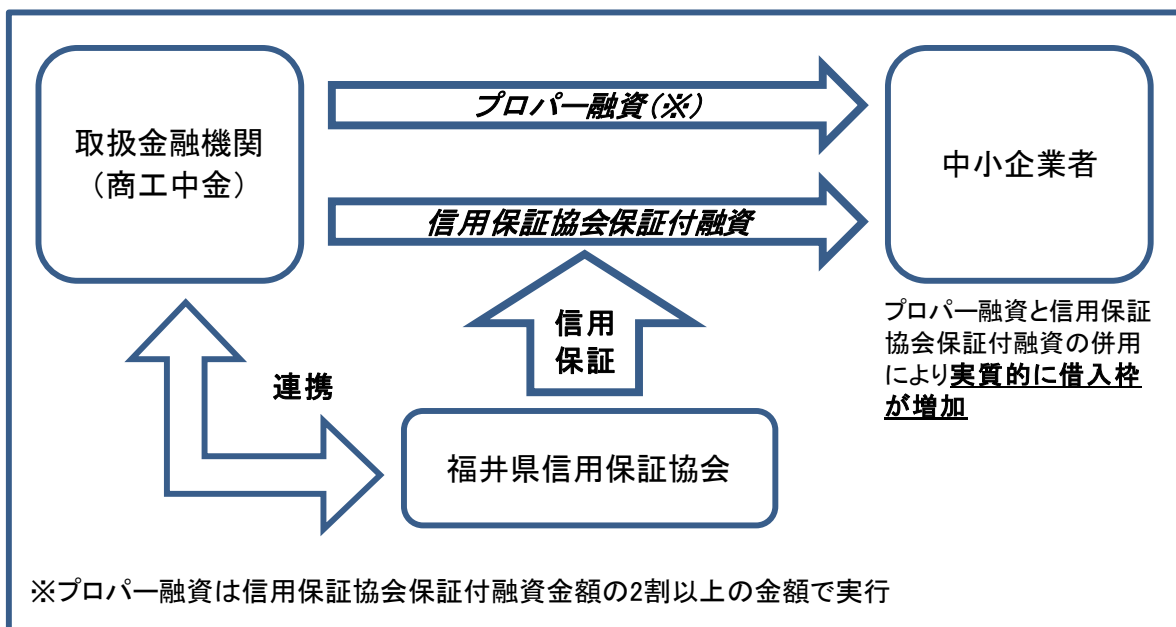 取扱金融機関
（商工中金）
プロパー融資(※)
信用保証協会保証付融資
中小企業者
プロパー融資と信用保証
協会保証付融資の併用
により実質的に借入枠
が増加
信用
保証
連携
福井県信用保証協会
※プロパー融資は信用保証協会保証付融資金額の2割以上の金額で実行